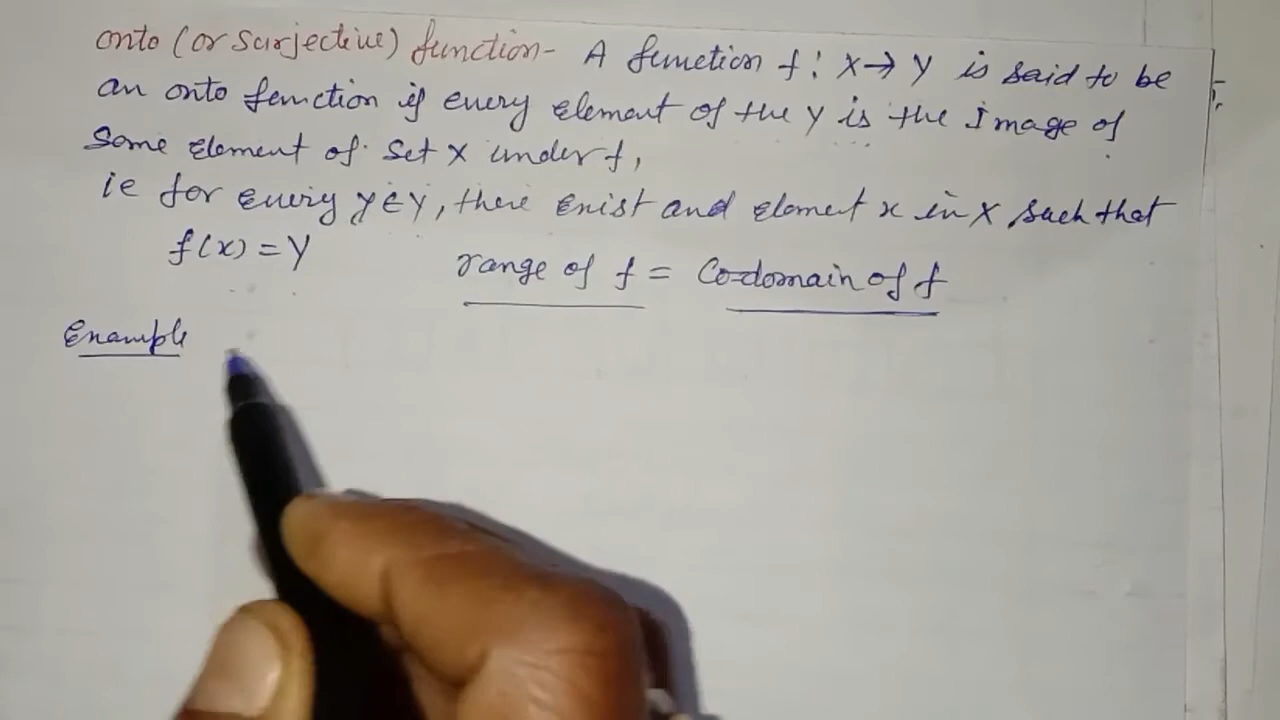 onto (or surjective) function - A function f : X → Y is said to be
an onto function if every element of the Y is the Image of
Some element of Set X under f,
ie for every y ∈ Y, there exist and element x in X such that
f(x) = Y
range of f = Co-domain of f
Example